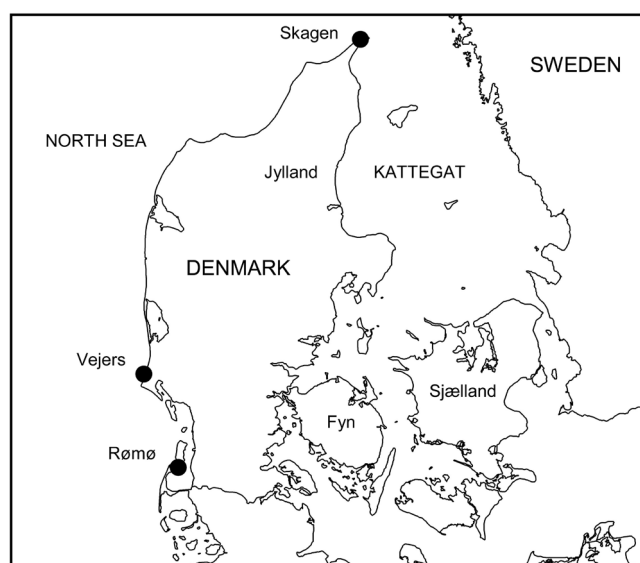 Skagen
SWEDEN
NORTH SEA
Jylland
KATTEGAT
DENMARK
Vejers
Sjælland
Fyn
Rømø